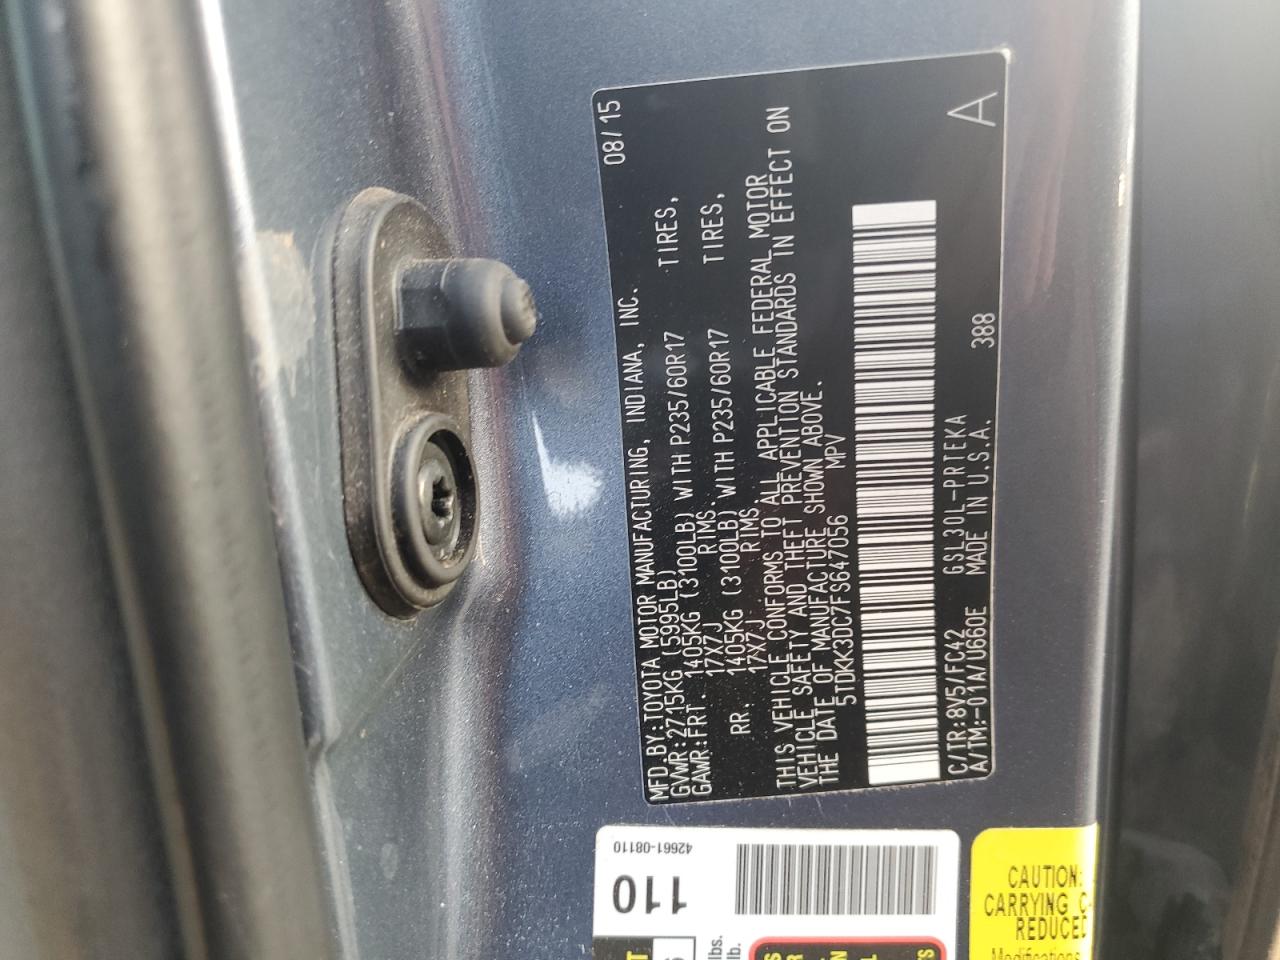 MFD.BY:TOYOTA MOTOR MANUFACTURING, INDIANA, INC. 08/15
GVWR:2715KG(5995LB)
GAWR:FRT. 1405KG (3100LB) WITH P235/60R17 TIRES,
17X7J RIMS.
RR. 1405KG (3100LB) WITH P235/60R17 TIRES,
17X7J RIMS.
THIS VEHICLE CONFORMS TO ALL APPLICABLE FEDERAL MOTOR
VEHICLE SAFETY AND THEFT PREVENTION STANDARDS IN EFFECT ON
THE DATE OF MANUFACTURE SHOWN ABOVE.
5TDKK3DC7FS647056 MPV
C/TR:8V5/FC42 GSL30L-PRTEKA
A/TM:-01A/U660E MADE IN U.S.A. 388 A
42661-08110
110
lbs.
lb.
CAUTION:
CARRYING
REDUCED
Modifications